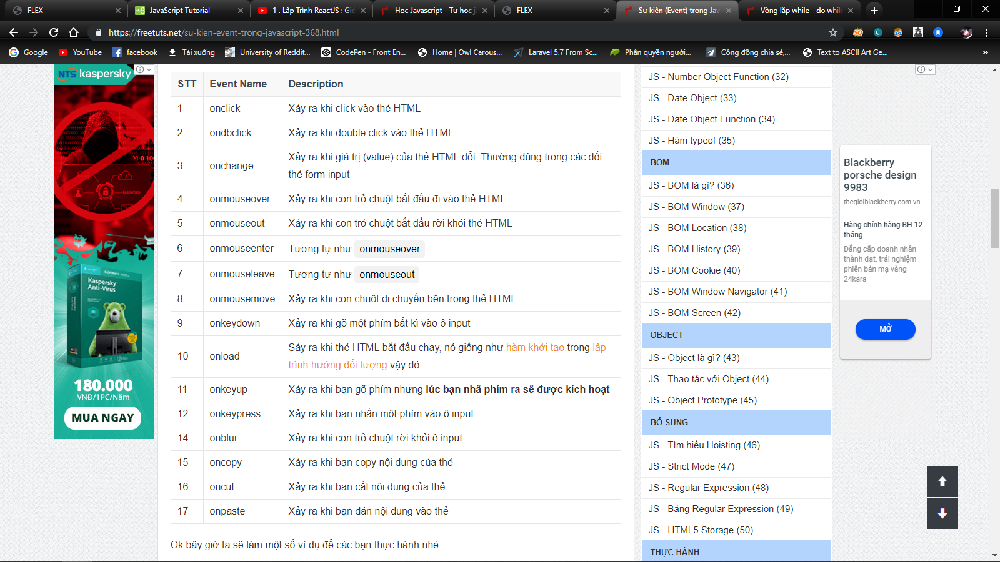 FLEX
JavaScript Tutorial
1 . Lập Trình ReactJS : Giớ
Học Javascript - Tự học j
FLEX
Sự kiện (Event) trong Jav
Vòng lặp while - do whil
https://freetuts.net/su-kien-event-trong-javascript-368.html
Google
YouTube
facebook
Tải xuống
University of Reddit...
CodePen - Front En...
Home | Owl Carous...
Laravel 5.7 From Sc...
Phân quyền người...
Cộng đồng chia sẻ,...
Text to ASCII Art Ge...
NTS kaspersky
Kaspersky
Anti-Virus
180.000
VNĐ/1PC/Năm
MUA NGAY
STT Event Name Description
1 onclick Xảy ra khi click vào thẻ HTML
2 ondbclick Xảy ra khi double click vào thẻ HTML
3 onchange Xảy ra khi giá trị (value) của thẻ HTML đổi. Thường dùng trong các đối
thẻ form input
4 onmouseover Xảy ra khi con trỏ chuột bắt đầu đi vào thẻ HTML
5 onmouseout Xảy ra khi con trỏ chuột bắt đầu rời khỏi thẻ HTML
6 onmouseenter Tương tự như onmouseover
7 onmouseleave Tương tự như onmouseout
8 onmousemove Xảy ra khi con chuột di chuyển bên trong thẻ HTML
9 onkeydown Xảy ra khi gõ một phím bất kì vào ô input
10 onload Sảy ra khi thẻ HTML bắt đầu chạy, nó giống như hàm khởi tạo trong lập
trình hướng đối tượng vậy đó.
11 onkeyup Xảy ra khi bạn gõ phím nhưng lúc bạn nhã phím ra sẽ được kích hoạt
12 onkeypress Xảy ra khi bạn nhấn môt phím vào ô input
14 onblur Xảy ra khi con trỏ chuột rời khỏi ô input
15 oncopy Xảy ra khi bạn copy nội dung của thẻ
16 oncut Xảy ra khi bạn cắt nội dung của thẻ
17 onpaste Xảy ra khi bạn dán nội dung vào thẻ
Ok bây giờ ta sẽ làm một số ví dụ để các bạn thực hành nhé.
JS - Number Object Function (32)
JS - Date Object (33)
JS - Date Object Function (34)
JS - Hàm typeof (35)
BOM
JS - BOM là gì? (36)
JS - BOM Window (37)
JS - BOM Location (38)
JS - BOM History (39)
JS - BOM Cookie (40)
JS - BOM Window Navigator (41)
JS - BOM Screen (42)
OBJECT
JS - Object là gì? (43)
JS - Thao tác với Object (44)
JS - Object Prototype (45)
BỔ SUNG
JS - Tìm hiểu Hoisting (46)
JS - Strict Mode (47)
JS - Regular Expression (48)
JS - Bảng Regular Expression (49)
JS - HTML5 Storage (50)
THỰC HÀNH
Blackberry
porsche design
9983
thegioiblackberry.com.vn
Hàng chính hãng BH 12
tháng
Đẳng cấp doanh nhân
thành đạt, trải nghiệm
phiên bản mạ vàng
24kara
MỞ